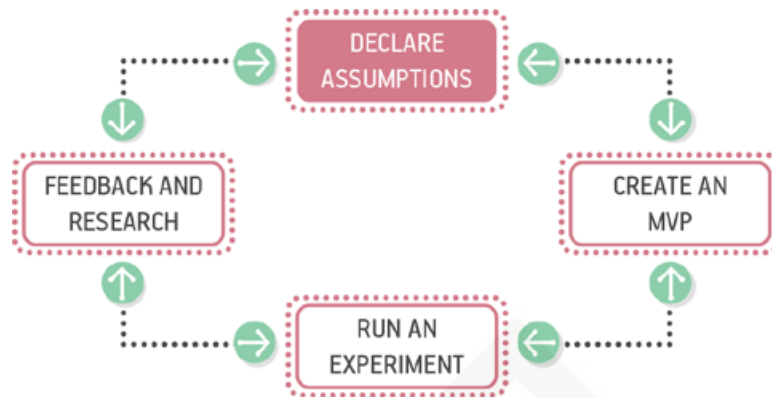 DECLARE
ASSUMPTIONS
FEEDBACK AND
RESEARCH
CREATE AN
MVP
RUN AN
EXPERIMENT